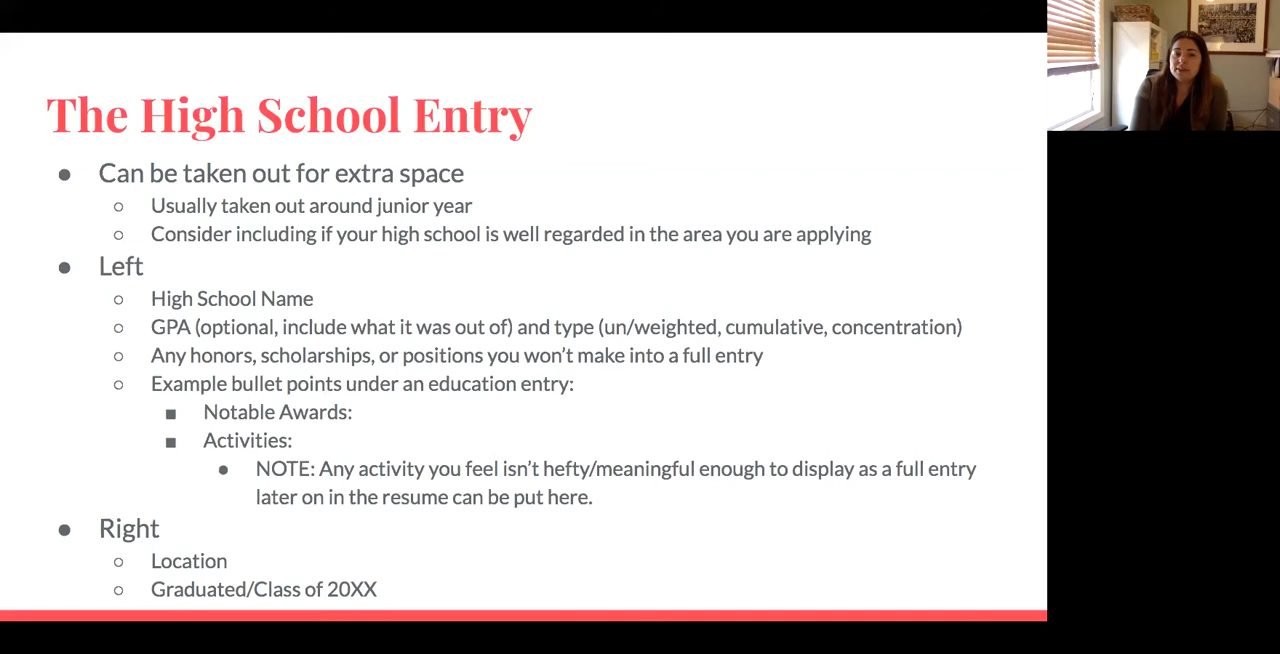 The High School Entry
● Can be taken out for extra space
○ Usually taken out around junior year
○ Consider including if your high school is well regarded in the area you are applying
● Left
○ High School Name
○ GPA (optional, include what it was out of) and type (un/weighted, cumulative, concentration)
○ Any honors, scholarships, or positions you won't make into a full entry
○ Example bullet points under an education entry:
■ Notable Awards:
■ Activities:
● NOTE: Any activity you feel isn't hefty/meaningful enough to display as a full entry
later on in the resume can be put here.
● Right
○ Location
○ Graduated/Class of 20XX